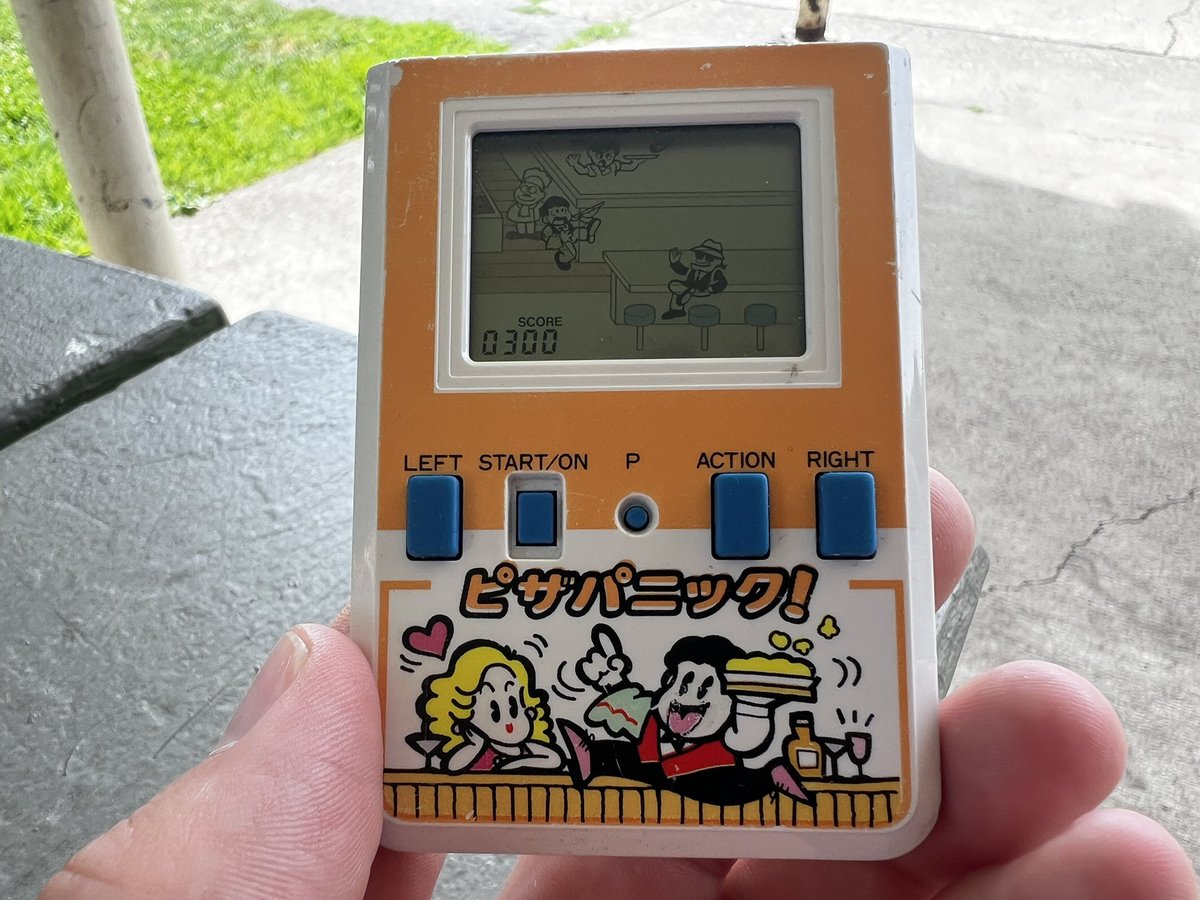 SCORE
0300
LEFT START/ON P ACTION RIGHT
ピザパニック!